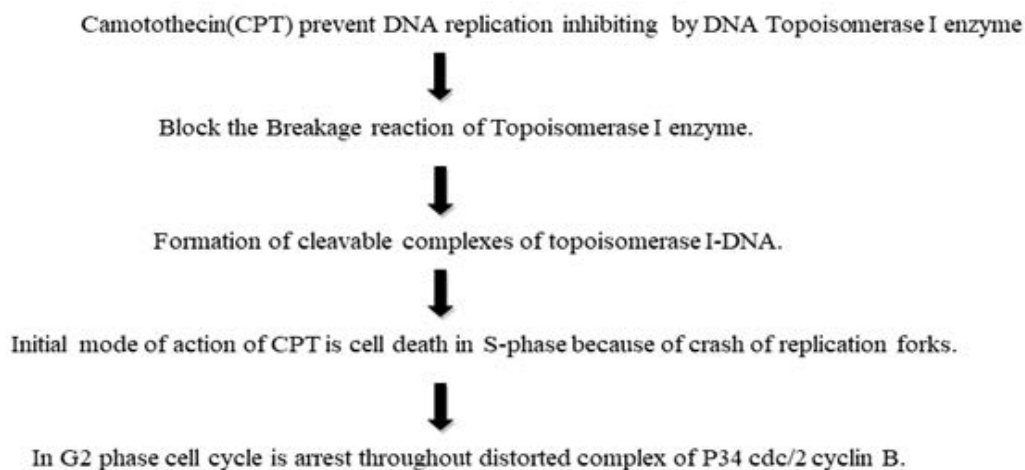 Camotothecin(CPT) prevent DNA replication inhibiting by DNA Topoisomerase I enzyme
Block the Breakage reaction of Topoisomerase I enzyme.
Formation of cleavable complexes of topoisomerase I-DNA.
Initial mode of action of CPT is cell death in S-phase because of crash of replication forks.
In G2 phase cell cycle is arrest throughout distorted complex of P34 cdc/2 cyclin B.